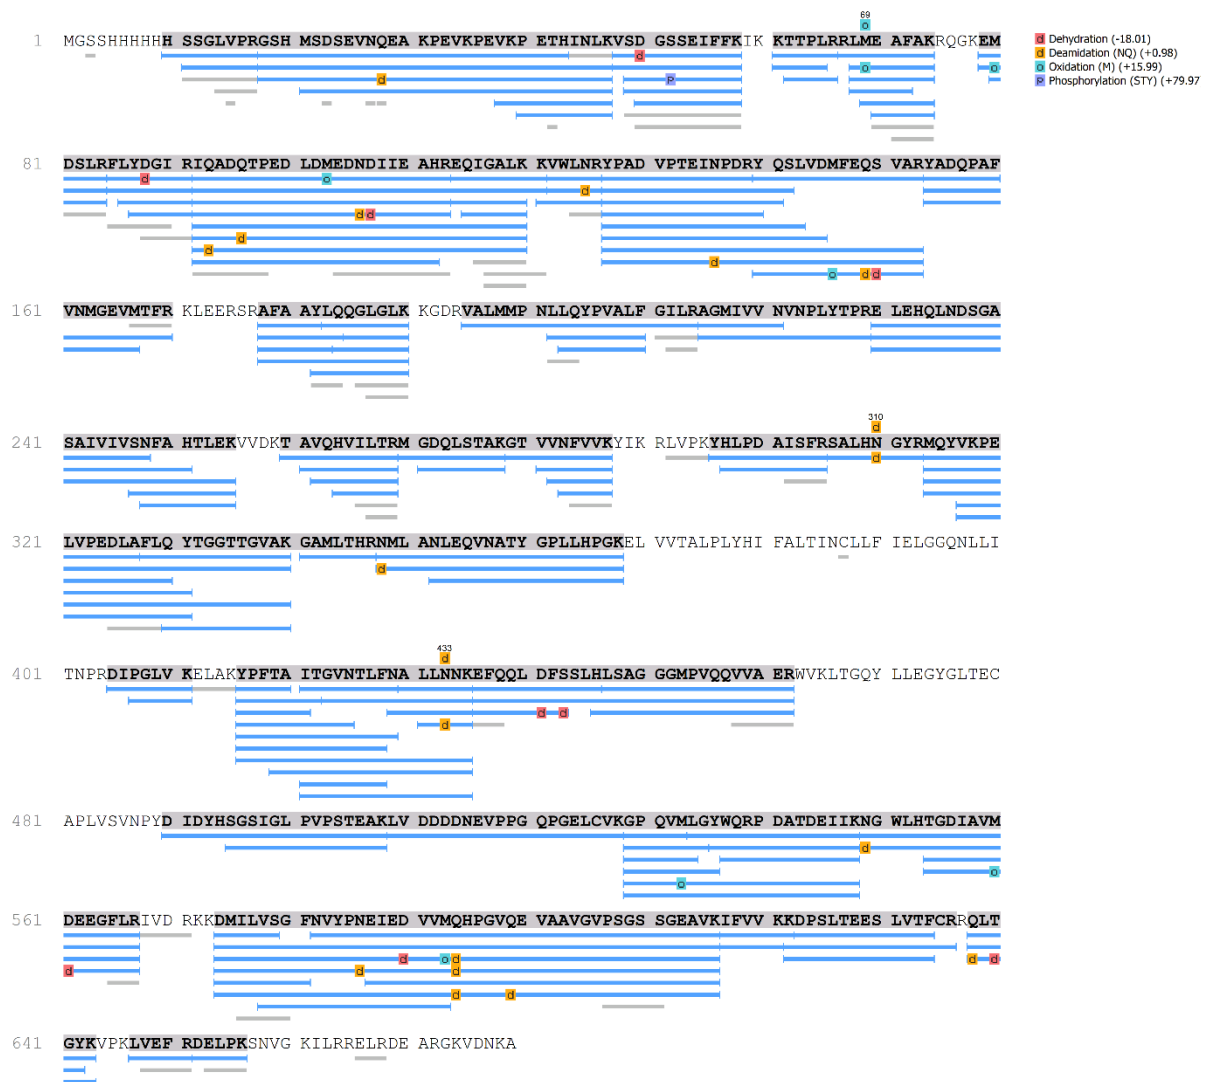 69
o
1 MGSSHHHHHH SSGLVPRGSH MSDSEVNQEA KPEVKPEVKP ETHINLKVSD GSSEIFFKIK KTTPLRRLME AFAKRQGKEM
d
d Dehydration (-18.01)
d Deamidation (NQ) (+0.98)
o Oxidation (M) (+15.99)
P Phosphorylation (STY) (+79.97
o o
d P
81 DSLRFLYDGI RIQADQTPED LDMEDNDIIE AHREQIGALK KVWLNRYPAD VPTEINPDRY QSLVDMFEQS VARYADQPAF
d o
d
d d
d
d
d
o d d
161 VNMGEVMTFR KLEERSRAFA AYLQQGLGLK KGDRVALMMP NLLQYPVALF GILRAGMIVV NVNPLYTPRE LEHQLNDSGA
310
d
241 SAIVIVSNFA HTLEKVVDKT AVQHVILTRM GDQLSTAKGT VVNFVVKYIK RLVPKYHLPD AISFRSALHN GYRMQYVKPE
d
321 LVPEDLAFLQ YTGGTTGVAK GAMLTHRNML ANLEQVNATY GPLLHPGKEL VVTALPLYHI FALTINCLLF IELGGQNLLI
d
433
d
401 TNPRDIPGLV KELAKYPFTA ITGVNTLFNA LLNNKEFQQL DFSSLHLSAG GGMPVQQVVA ERWVKLTGQY LLEGYGLTEC
d d
d
481 APLVSVNPYD IDYHSGSIGL PVPSTEAKLV DDDDNEVPPG QPGELCVKGP QVMLGYWQRP DATDEIIKNG WLHTGDIAVM
d
o
o
561 DEEGFLRIVD RKKDMILVSG FNVYPNEIED VVMQHPGVQE VAAVGVPSGS SGEAVKIFVV KKDPSLTEES LVTFCRRQLT
d o d d d
d d d
d d
641 GYKVPKLVEF RDELPKSNVG KILRRELRDE ARGKVDNKA